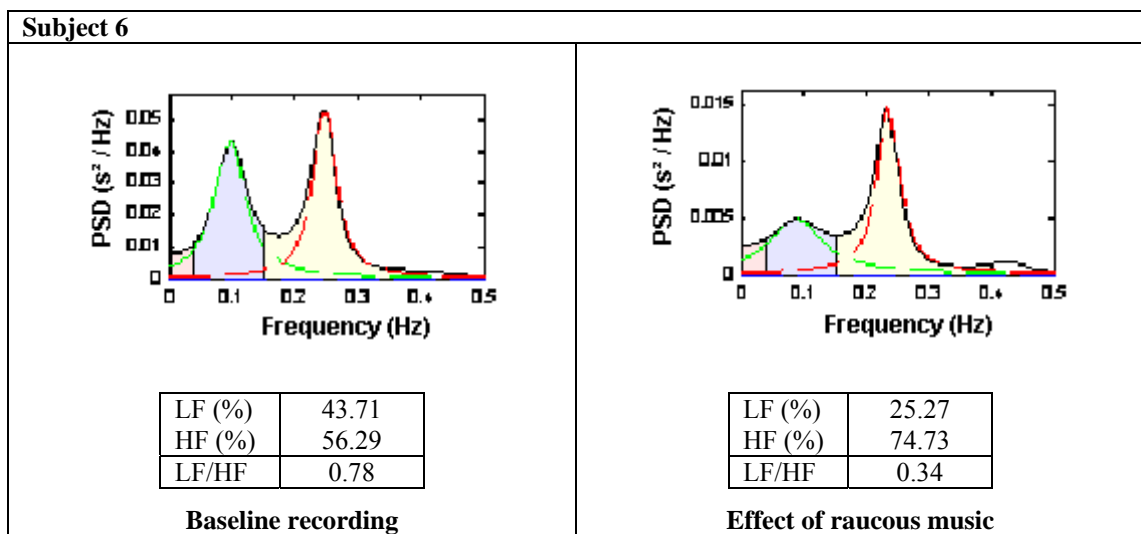 Subject 6
PSD (s² / Hz)
0.05
0.04
0.03
0.02
0.01
0
0 0.1 0.2 0.3 0.4 0.5
Frequency (Hz)
LF (%) 43.71
HF (%) 56.29
LF/HF 0.78
Baseline recording
PSD (s² / Hz)
0.015
0.01
0.005
0
0 0.1 0.2 0.3 0.4 0.5
Frequency (Hz)
LF (%) 25.27
HF (%) 74.73
LF/HF 0.34
Effect of raucous music